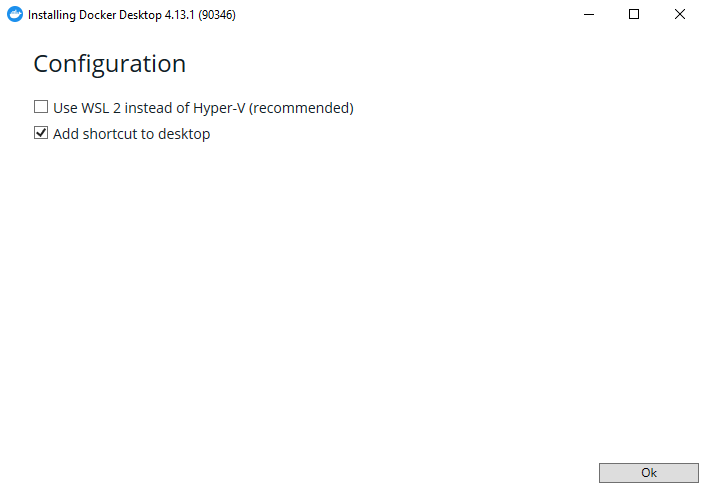 Installing Docker Desktop 4.13.1 (90346)
Configuration
Use WSL 2 instead of Hyper-V (recommended)
Add shortcut to desktop
Ok